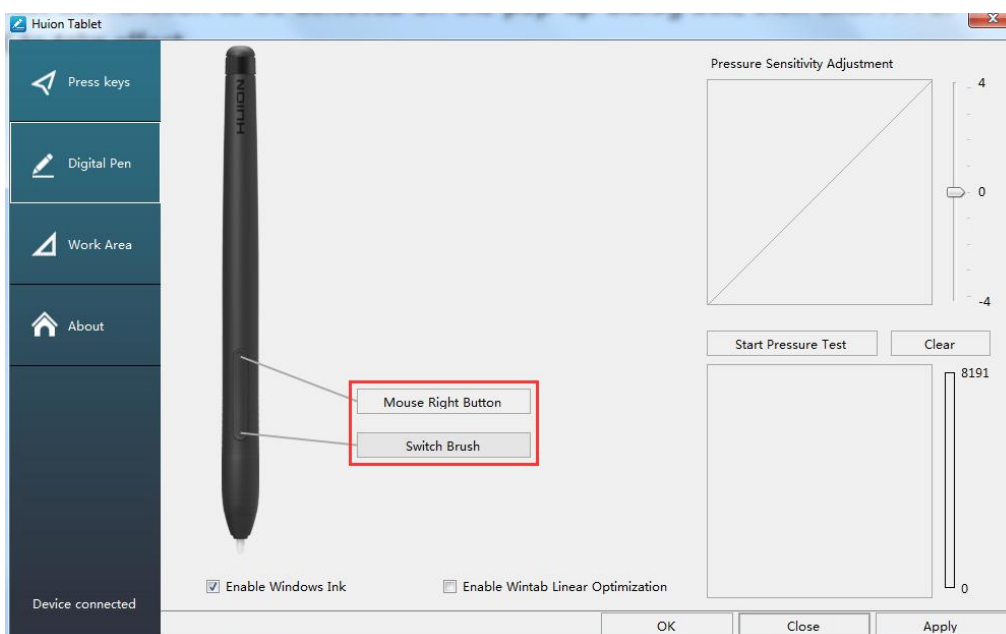 Huion Tablet
Press keys
Digital Pen
Work Area
About
Device connected
HUION
Mouse Right Button
Switch Brush
Enable Windows Ink
Enable Wintab Linear Optimization
Pressure Sensitivity Adjustment
4
0
-4
Start Pressure Test
Clear
8191
0
OK
Close
Apply